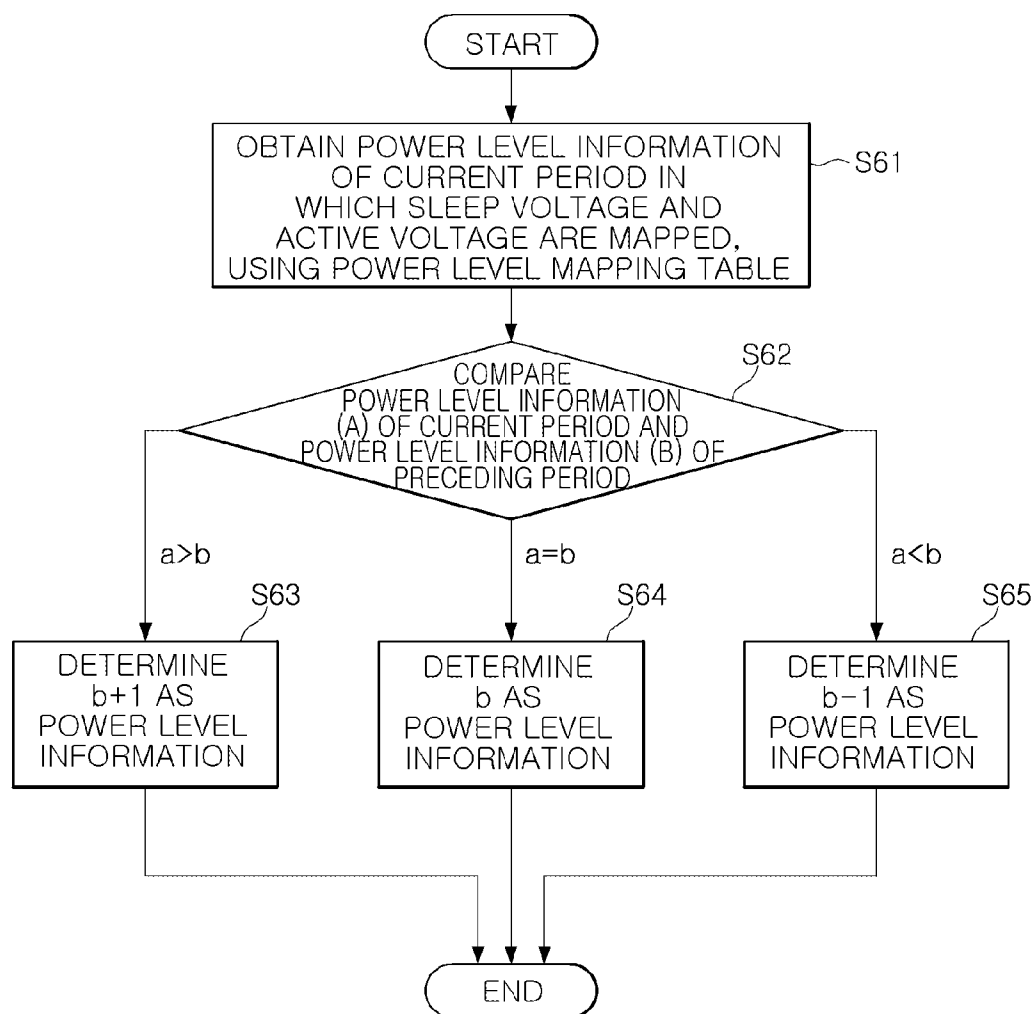 START
OBTAIN POWER LEVEL INFORMATION
OF CURRENT PERIOD IN
WHICH SLEEP VOLTAGE AND
ACTIVE VOLTAGE ARE MAPPED,
USING POWER LEVEL MAPPING TABLE
S61
COMPARE
POWER LEVEL INFORMATION
(A) OF CURRENT PERIOD AND
POWER LEVEL INFORMATION (B) OF
PRECEDING PERIOD
S62
a>b
a=b
a<b
S63
DETERMINE
b+1 AS
POWER LEVEL
INFORMATION
S64
DETERMINE
b AS
POWER LEVEL
INFORMATION
S65
DETERMINE
b-1 AS
POWER LEVEL
INFORMATION
END